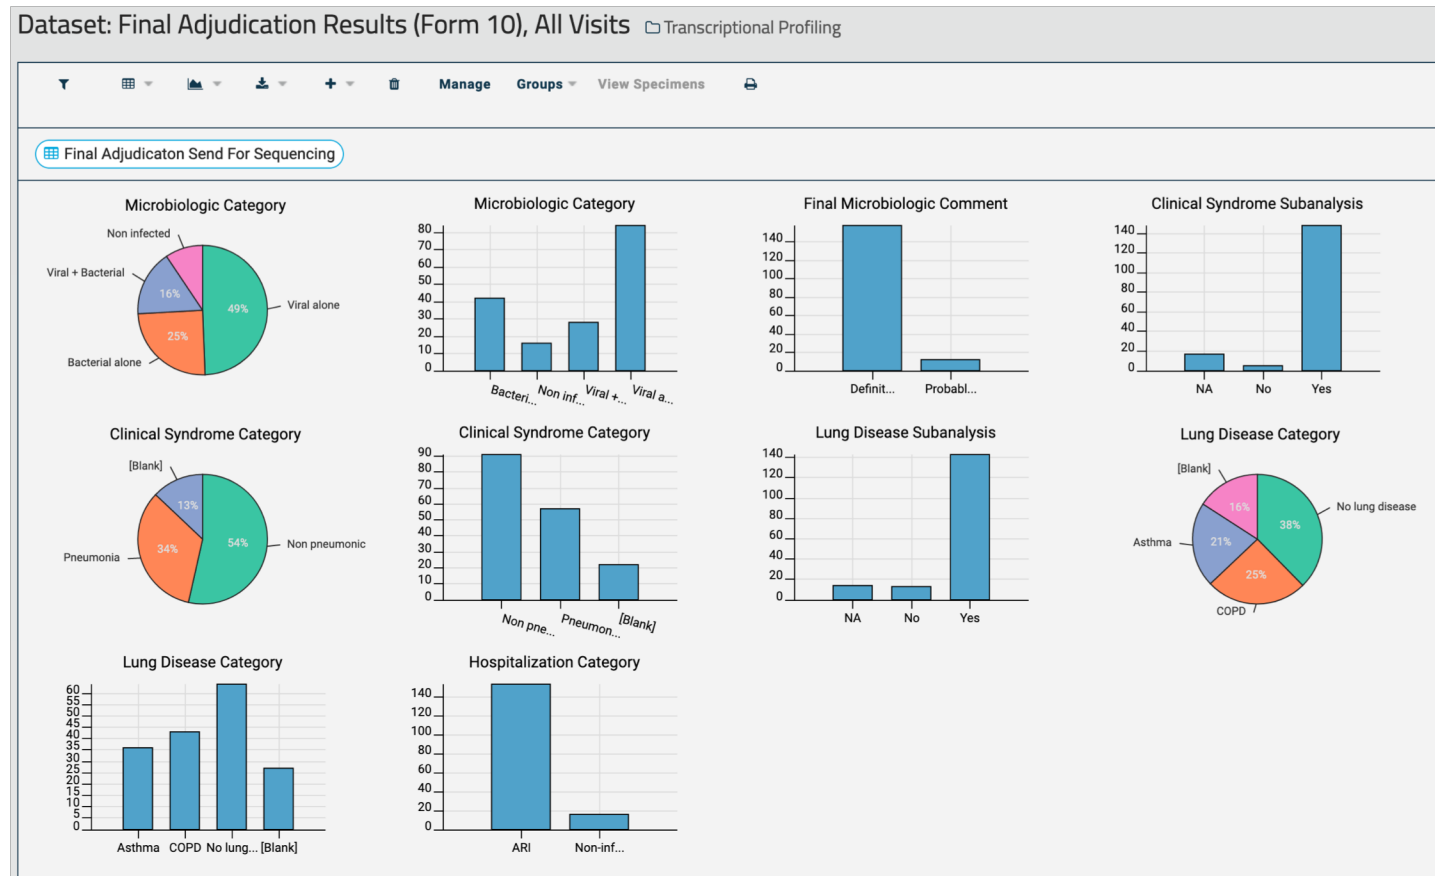 Dataset: Final Adjudication Results (Form 10), All Visits Transcriptional Profiling
Manage Groups View Specimens
Final Adjudicaton Send For Sequencing
Microbiologic Category
Non infected
Viral + Bacterial
16%
49%
Viral alone
25%
Bacterial alone
Microbiologic Category
80
70
60
50
40
30
20
10
0
Bacteri... Non inf... Viral +... Viral a...
Final Microbiologic Comment
140
120
100
80
60
40
20
0
Definit... Probabl...
Clinical Syndrome Subanalysis
140
120
100
80
60
40
20
0
NA No Yes
Clinical Syndrome Category
[Blank]
13%
34%
54%
Non pneumonic
Pneumonia
Clinical Syndrome Category
90
80
70
60
50
40
30
20
10
0
Non pne... Pneumon... [Blank]
Lung Disease Subanalysis
140
120
100
80
60
40
20
0
NA No Yes
Lung Disease Category
[Blank]
16%
38%
No lung disease
Asthma
21%
25%
COPD
Lung Disease Category
60
55
50
45
40
35
30
25
20
15
10
5
0
Asthma COPD No lung... [Blank]
Hospitalization Category
140
120
100
80
60
40
20
0
ARI Non-inf...